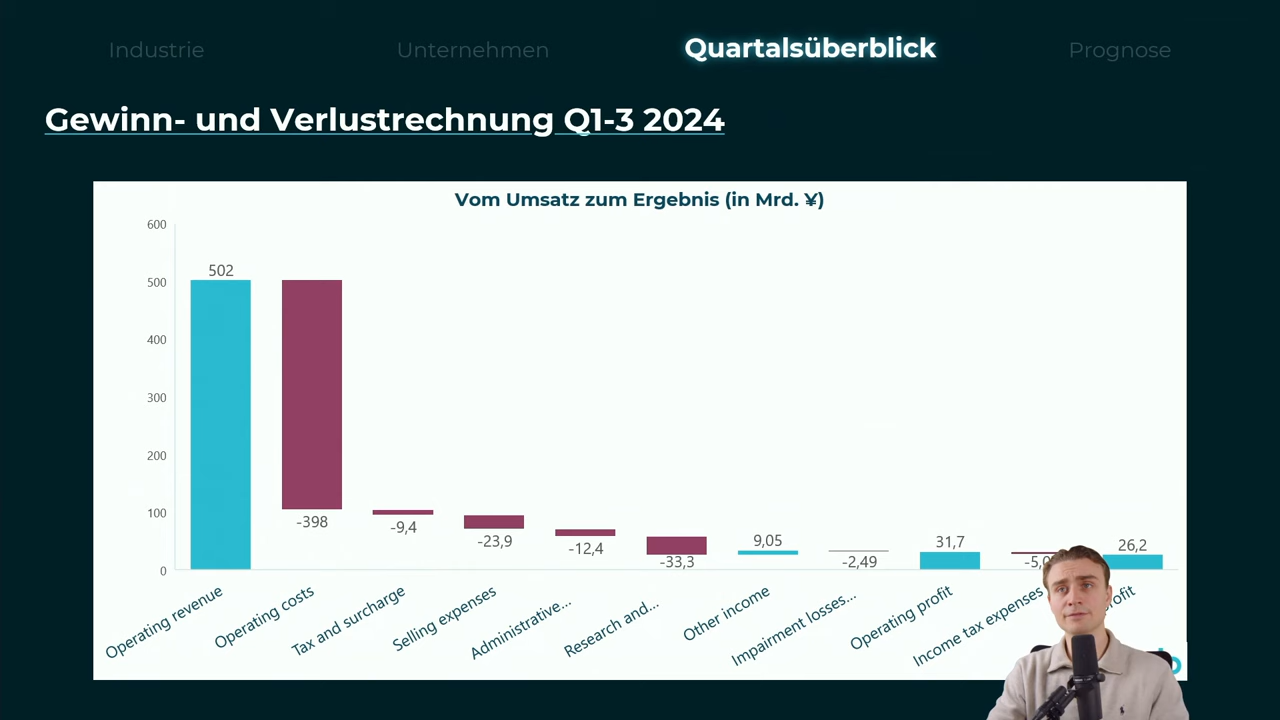 Industrie
Unternehmen
Quartalsüberblick
Prognose
Gewinn- und Verlustrechnung Q1-3 2024
Vom Umsatz zum Ergebnis (in Mrd. ¥)
600
500
400
300
200
100
0
502
-398
-9,4
-23,9
-12,4
-33,3
9,05
-2,49
31,7
26,2
Operating revenue
Operating costs
Tax and surcharge
Selling expenses
Administrative...
Research and...
Other income
Impairment losses...
Operating profit
Income tax expenses